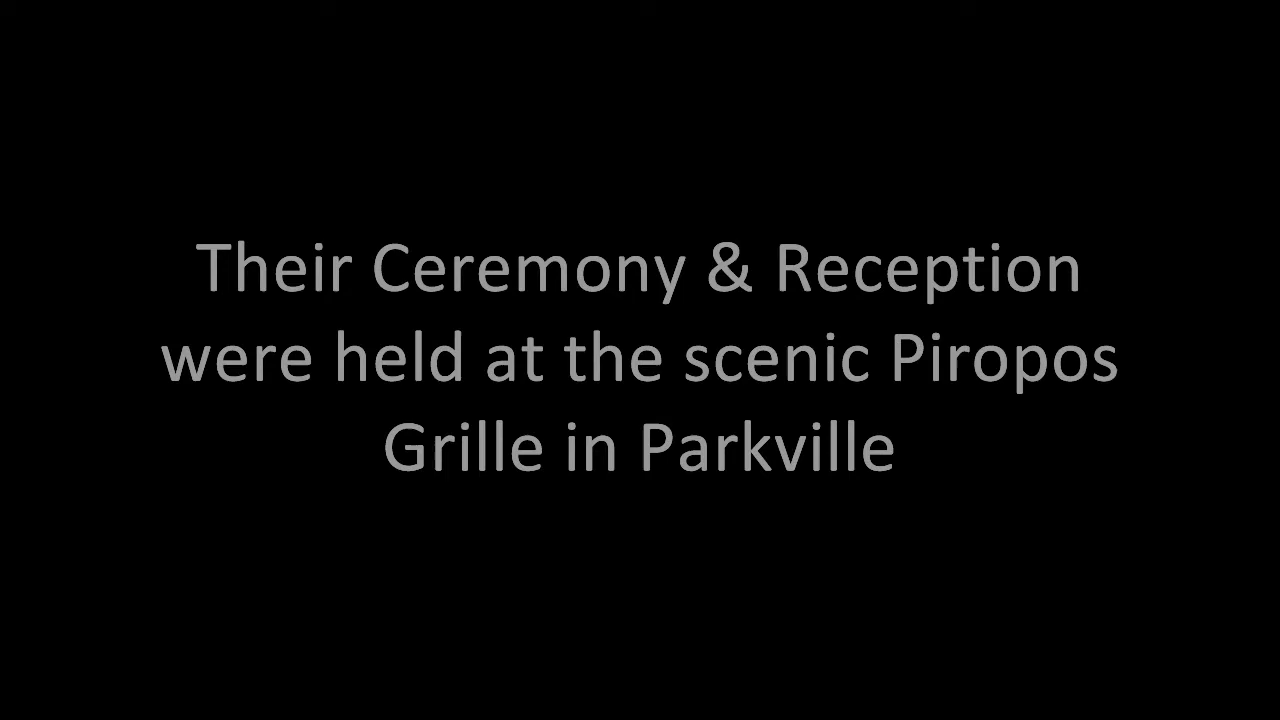 Their Ceremony & Reception
were held at the scenic Piropos
Grille in Parkville